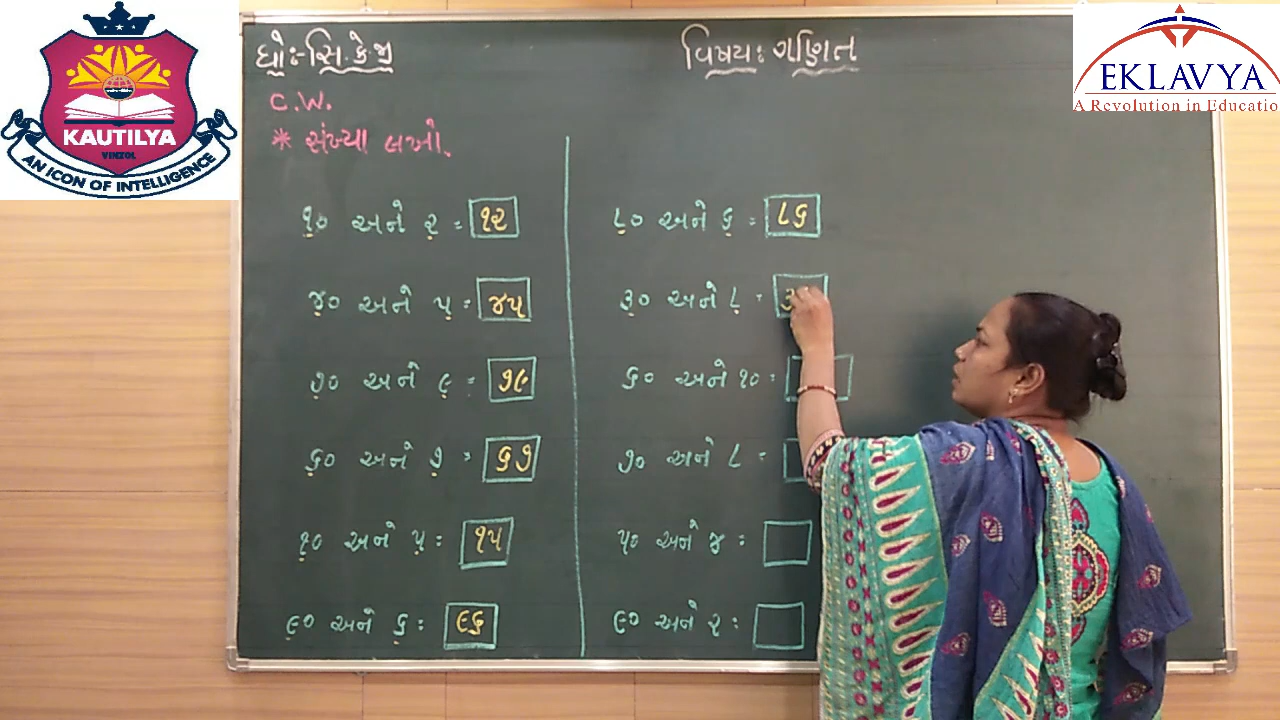 KAUTILYA
VINZOL
AN ICON OF INTELLIGENCE
EKLAVYA
A Revolution in Educatio
ધો:-સિ.કે.જી
વિષય: ગણિત
C.W.
* સંખ્યા લખો.
૧૦ અને ૨ = ૧૨
૪૦ અને ૫ = ૪૫
૭૦ અને ૯ = ૭૯
૬૦ અને ૭ = ૬૭
૧૦ અને ૫ = ૧૫
૯૦ અને ૬ = ૯૬
૮૦ અને ૬ = ૮૬
૩૦ અને ૮ = ૩
૬૦ અને ૧૦ =
૭૦ અને ૮ =
૫૦ અને ૪ =
૯૦ અને ૨ =